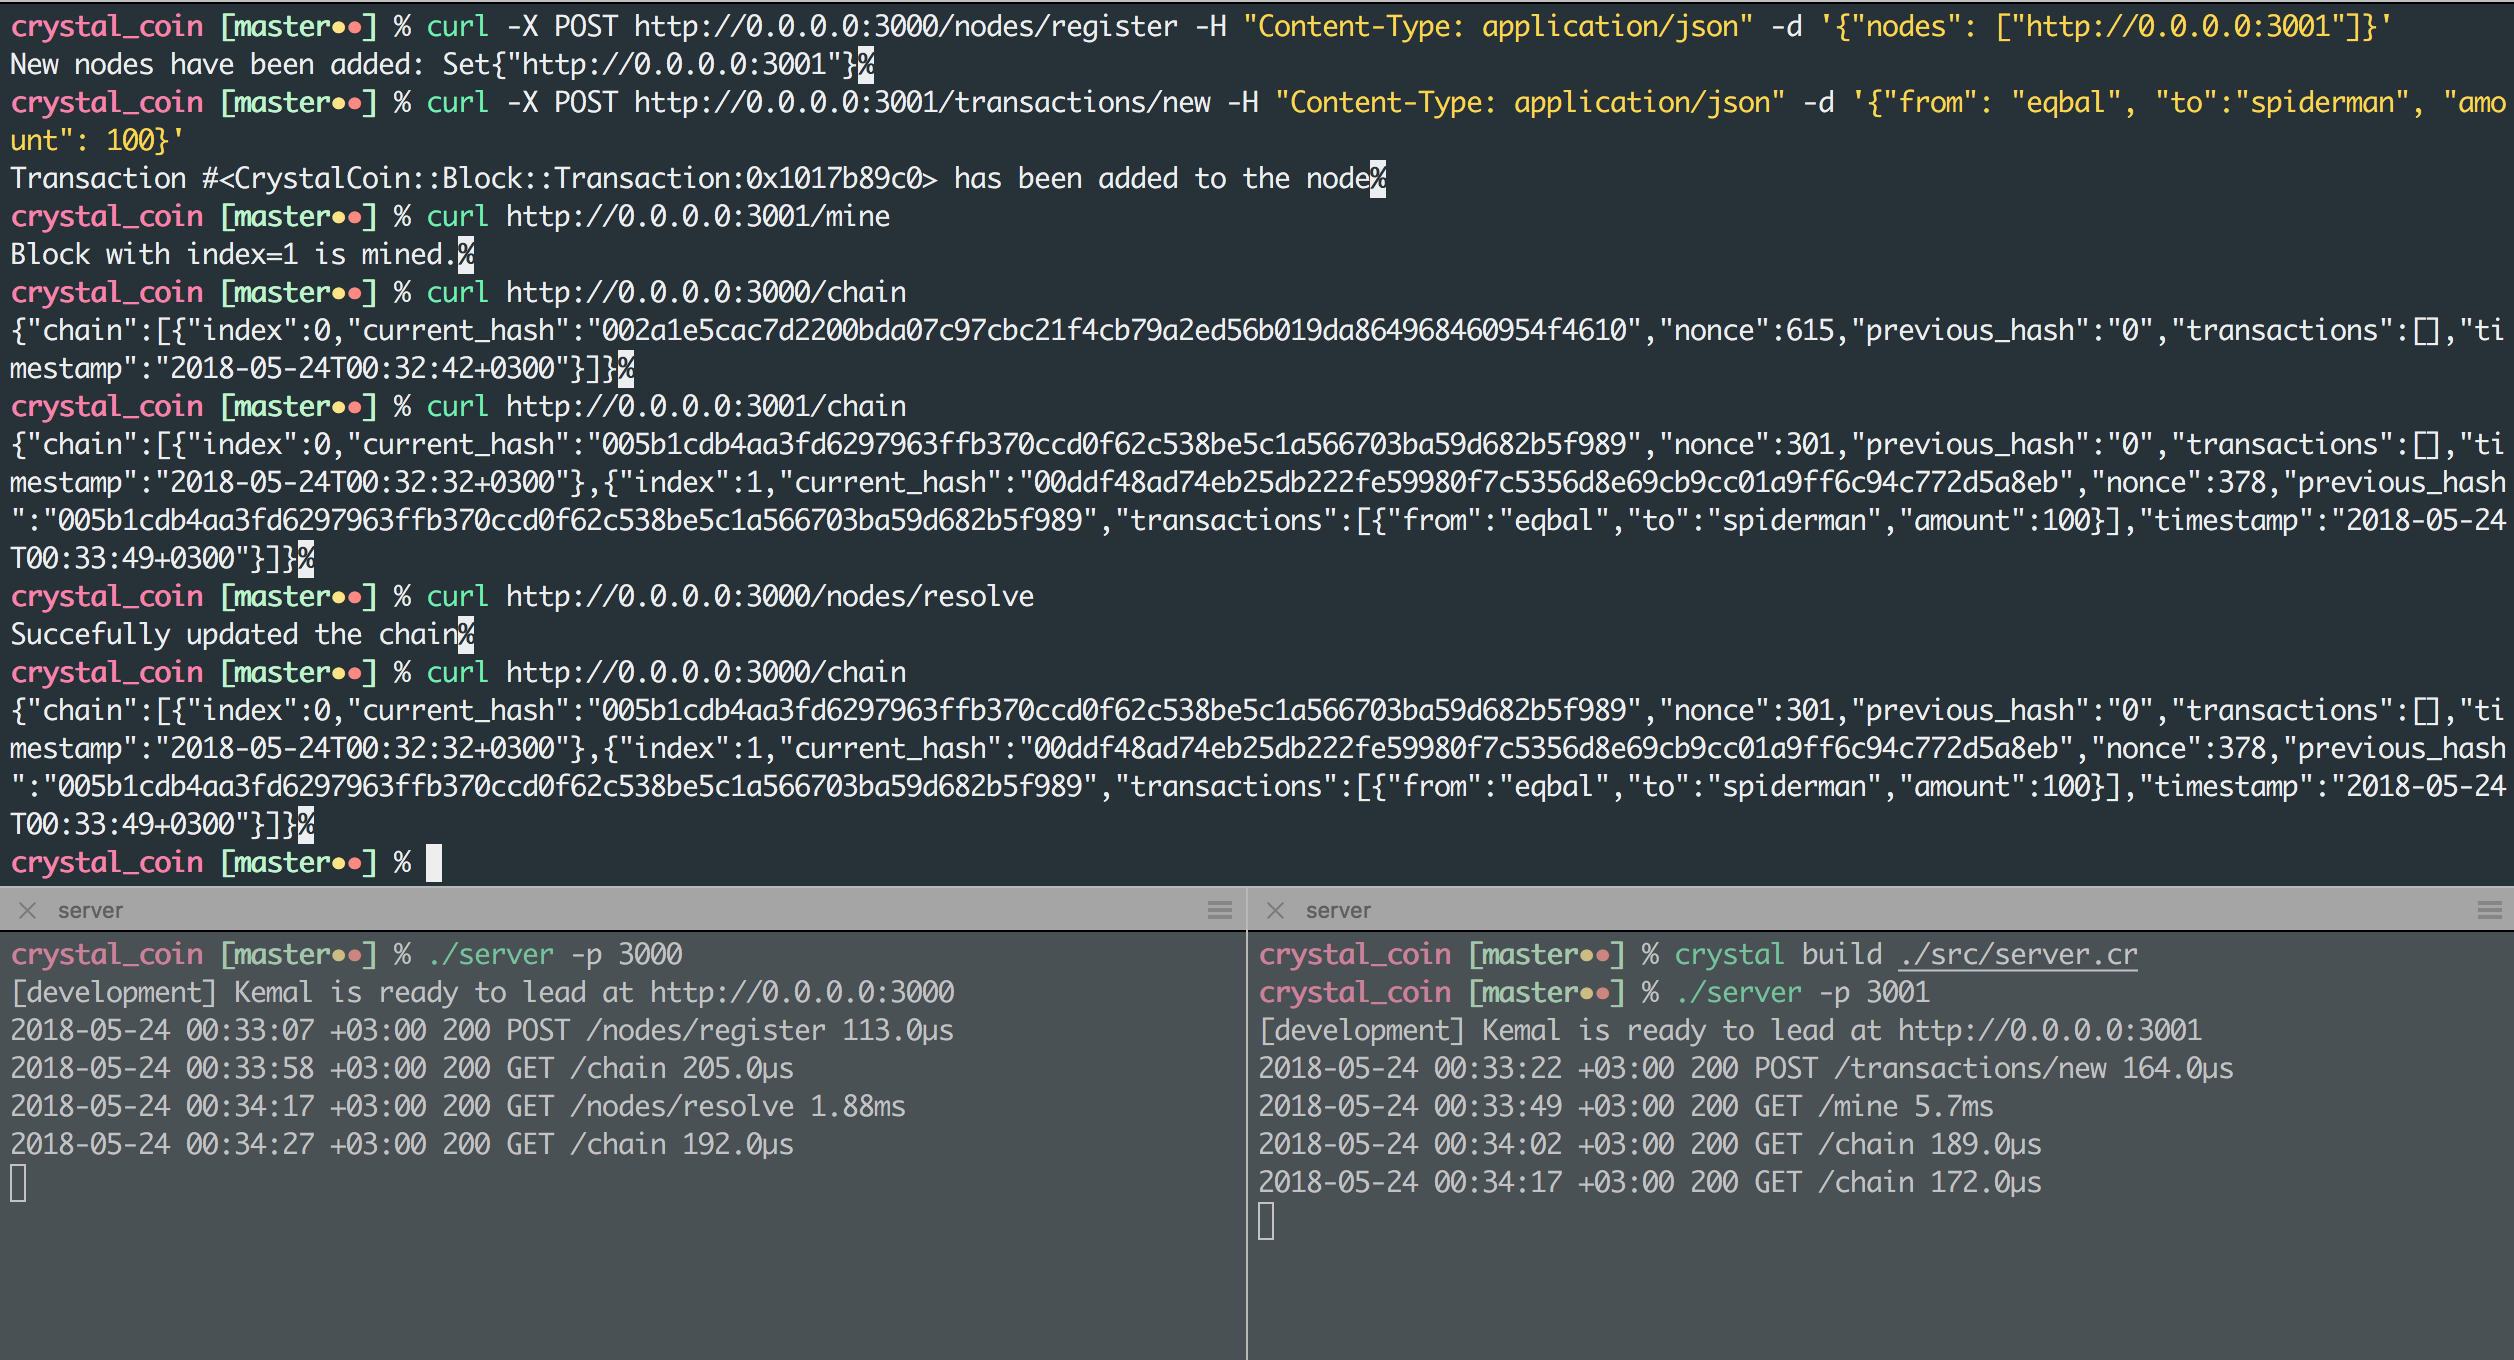 crystal_coin [master●●] % curl -X POST http://0.0.0.0:3000/nodes/register -H "Content-Type: application/json" -d '{"nodes": ["http://0.0.0.0:3001"]}'
New nodes have been added: Set{"http://0.0.0.0:3001"}%
crystal_coin [master●●] % curl -X POST http://0.0.0.0:3001/transactions/new -H "Content-Type: application/json" -d '{"from": "eqbal", "to":"spiderman", "amo
unt": 100}'
Transaction #<CrystalCoin::Block::Transaction:0x1017b89c0> has been added to the node%
crystal_coin [master●●] % curl http://0.0.0.0:3001/mine
Block with index=1 is mined.%
crystal_coin [master●●] % curl http://0.0.0.0:3000/chain
{"chain":[{"index":0,"current_hash":"002a1e5cac7d2200bda07c97cbc21f4cb79a2ed56b019da864968460954f4610","nonce":615,"previous_hash":"0","transactions":[],"ti
mestamp":"2018-05-24T00:32:42+0300"}]}%
crystal_coin [master●●] % curl http://0.0.0.0:3001/chain
{"chain":[{"index":0,"current_hash":"005b1cdb4aa3fd6297963ffb370ccd0f62c538be5c1a566703ba59d682b5f989","nonce":301,"previous_hash":"0","transactions":[],"ti
mestamp":"2018-05-24T00:32:32+0300"},{"index":1,"current_hash":"00ddf48ad74eb25db222fe59980f7c5356d8e69cb9cc01a9ff6c94c772d5a8eb","nonce":378,"previous_hash
":"005b1cdb4aa3fd6297963ffb370ccd0f62c538be5c1a566703ba59d682b5f989","transactions":[{"from":"eqbal","to":"spiderman","amount":100}],"timestamp":"2018-05-24
T00:33:49+0300"}]}%
crystal_coin [master●●] % curl http://0.0.0.0:3000/nodes/resolve
Succefully updated the chain%
crystal_coin [master●●] % curl http://0.0.0.0:3000/chain
{"chain":[{"index":0,"current_hash":"005b1cdb4aa3fd6297963ffb370ccd0f62c538be5c1a566703ba59d682b5f989","nonce":301,"previous_hash":"0","transactions":[],"ti
mestamp":"2018-05-24T00:32:32+0300"},{"index":1,"current_hash":"00ddf48ad74eb25db222fe59980f7c5356d8e69cb9cc01a9ff6c94c772d5a8eb","nonce":378,"previous_hash
":"005b1cdb4aa3fd6297963ffb370ccd0f62c538be5c1a566703ba59d682b5f989","transactions":[{"from":"eqbal","to":"spiderman","amount":100}],"timestamp":"2018-05-24
T00:33:49+0300"}]}%
crystal_coin [master●●] %
server
crystal_coin [master●●] % ./server -p 3000
[development] Kemal is ready to lead at http://0.0.0.0:3000
2018-05-24 00:33:07 +03:00 200 POST /nodes/register 113.0µs
2018-05-24 00:33:58 +03:00 200 GET /chain 205.0µs
2018-05-24 00:34:17 +03:00 200 GET /nodes/resolve 1.88ms
2018-05-24 00:34:27 +03:00 200 GET /chain 192.0µs
server
crystal_coin [master●●] % crystal build ./src/server.cr
crystal_coin [master●●] % ./server -p 3001
[development] Kemal is ready to lead at http://0.0.0.0:3001
2018-05-24 00:33:22 +03:00 200 POST /transactions/new 164.0µs
2018-05-24 00:33:49 +03:00 200 GET /mine 5.7ms
2018-05-24 00:34:02 +03:00 200 GET /chain 189.0µs
2018-05-24 00:34:17 +03:00 200 GET /chain 172.0µs